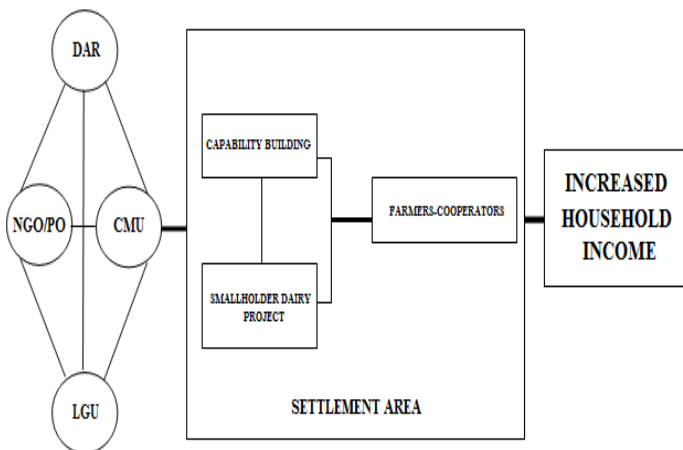 DAR
NGO/PO
CMU
LGU
CAPABILITY BUILDING
SMALLHOLDER DAIRY
PROJECT
FARMERS-COOPERATORS
SETTLEMENT AREA
INCREASED
HOUSEHOLD
INCOME